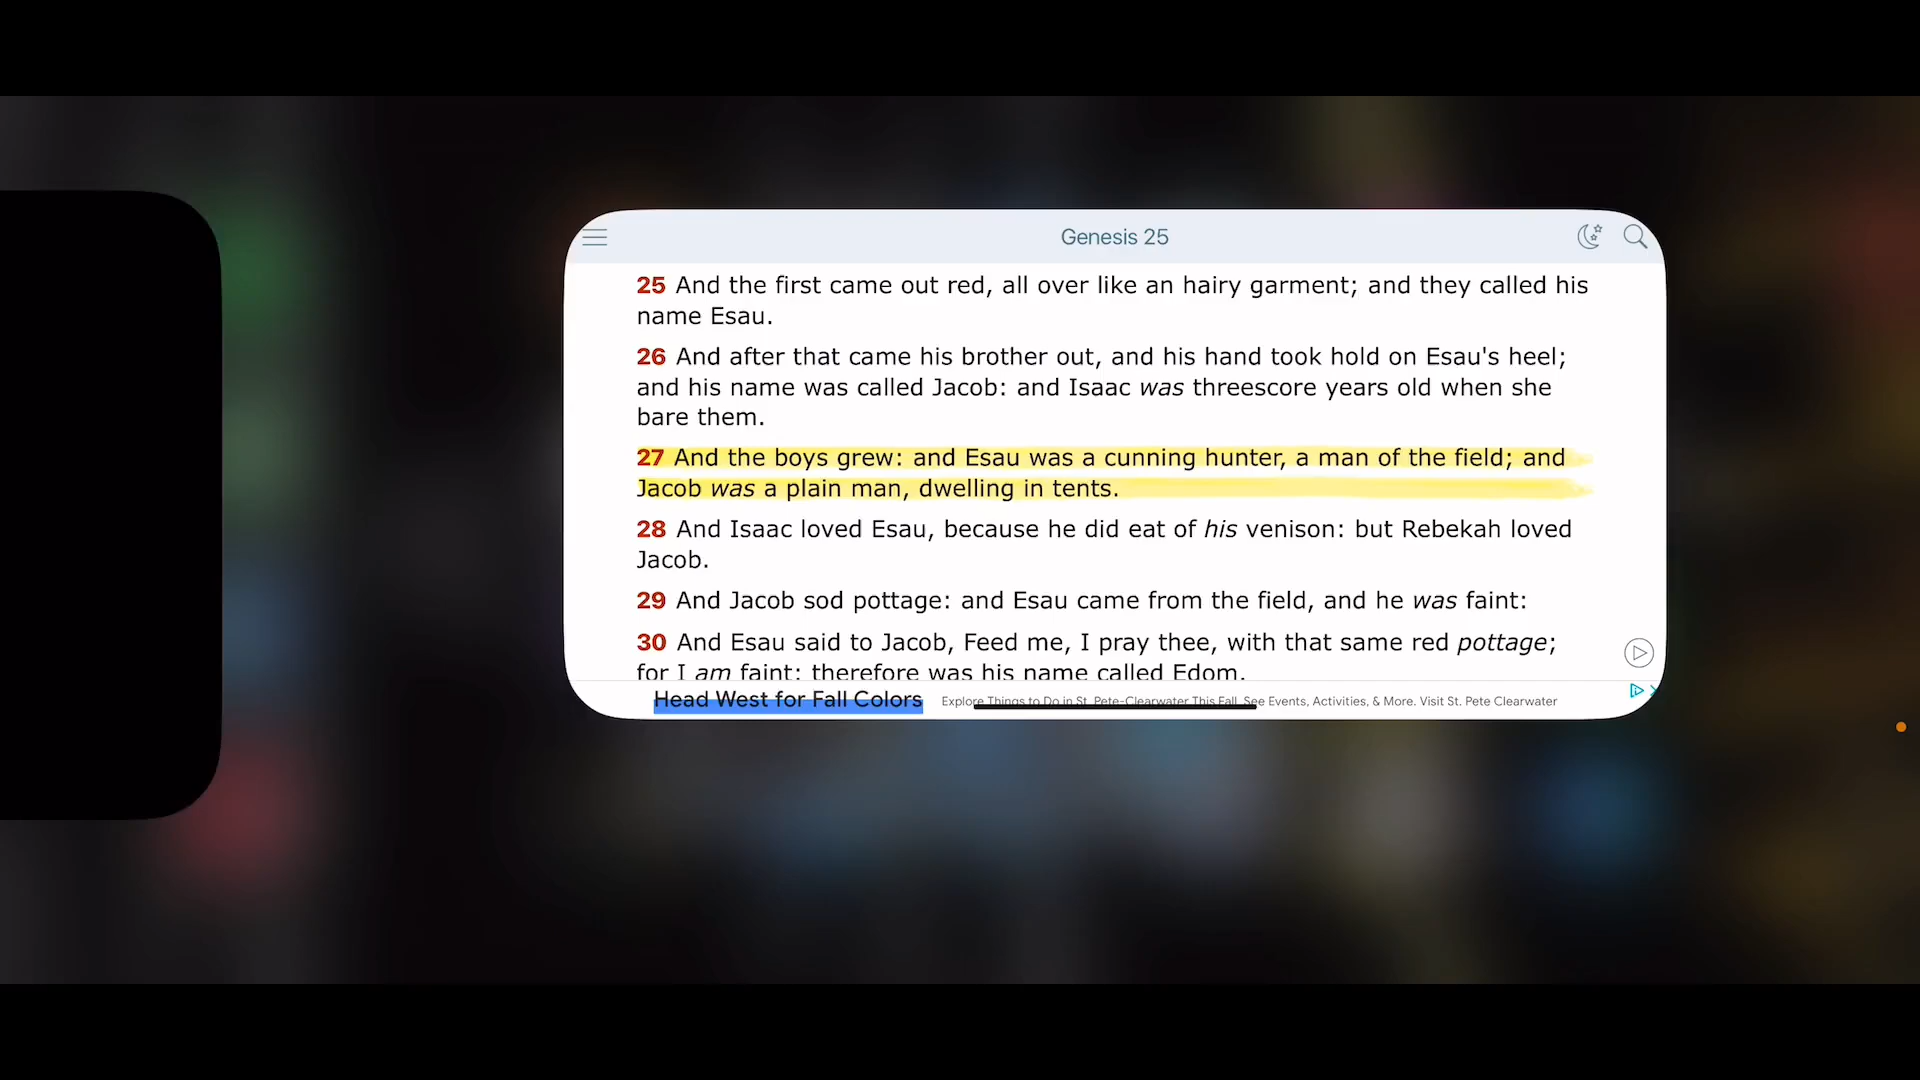 Genesis 25
25 And the first came out red, all over like an hairy garment; and they called his
name Esau.
26 And after that came his brother out, and his hand took hold on Esau's heel;
and his name was called Jacob: and Isaac was threescore years old when she
bare them.
27 And the boys grew: and Esau was a cunning hunter, a man of the field; and
Jacob was a plain man, dwelling in tents.
28 And Isaac loved Esau, because he did eat of his venison: but Rebekah loved
Jacob.
29 And Jacob sod pottage: and Esau came from the field, and he was faint:
30 And Esau said to Jacob, Feed me, I pray thee, with that same red pottage;
for I am faint: therefore was his name called Edom.
Head West for Fall Colors Explore Things to Do in St. Pete-Clearwater This Fall. See Events, Activities, & More. Visit St. Pete Clearwater